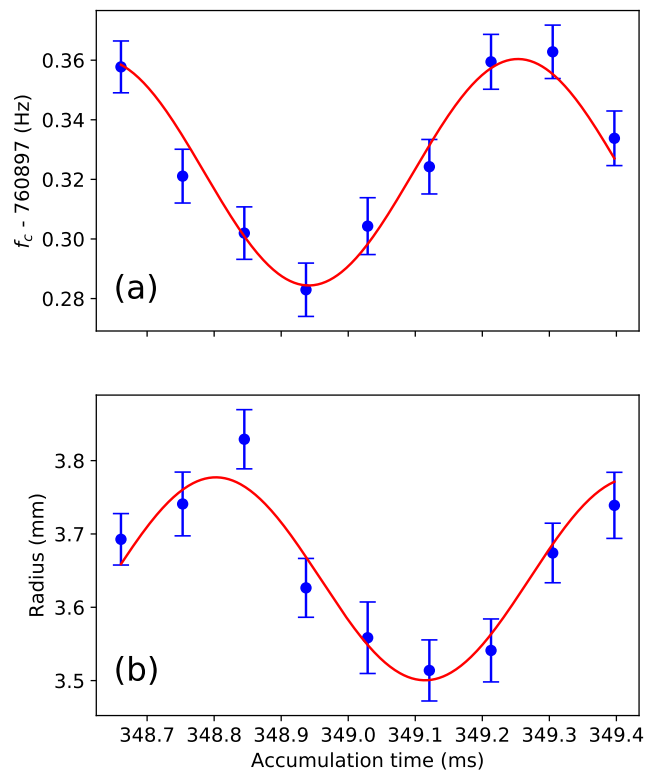 0.36
0.34
0.32
0.30
0.28
f_c - 760897 (Hz)
(a)
3.8
3.7
3.6
3.5
Radius (mm)
(b)
348.7 348.8 348.9 349.0 349.1 349.2 349.3 349.4
Accumulation time (ms)